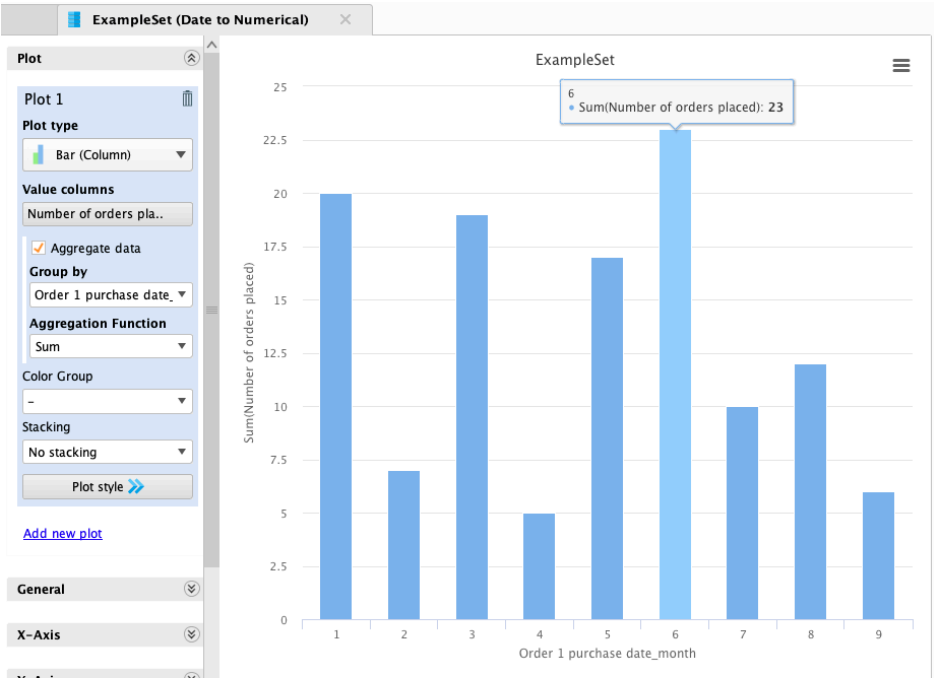 ExampleSet (Date to Numerical)
Plot
Plot 1
Plot type
Bar (Column)
Value columns
Number of orders pla..
Aggregate data
Group by
Order 1 purchase date_
Aggregation Function
Sum
Color Group
-
Stacking
No stacking
Plot style
Add new plot
General
X-Axis
ExampleSet
6
Sum(Number of orders placed): 23
Sum(Number of orders placed)
25
22.5
20
17.5
15
12.5
10
7.5
5
2.5
0
1 2 3 4 5 6 7 8 9
Order 1 purchase date_month